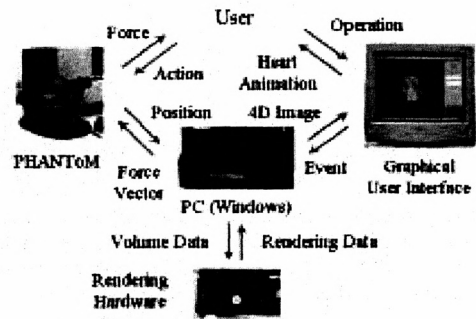 User
Force
Operation
Action
Heart
Animation
Position
4D Image
PHANToM
Force
Vector
Event
Graphical
User Interface
PC (Windows)
Volume Data
Rendering Data
Rendering
Hardware